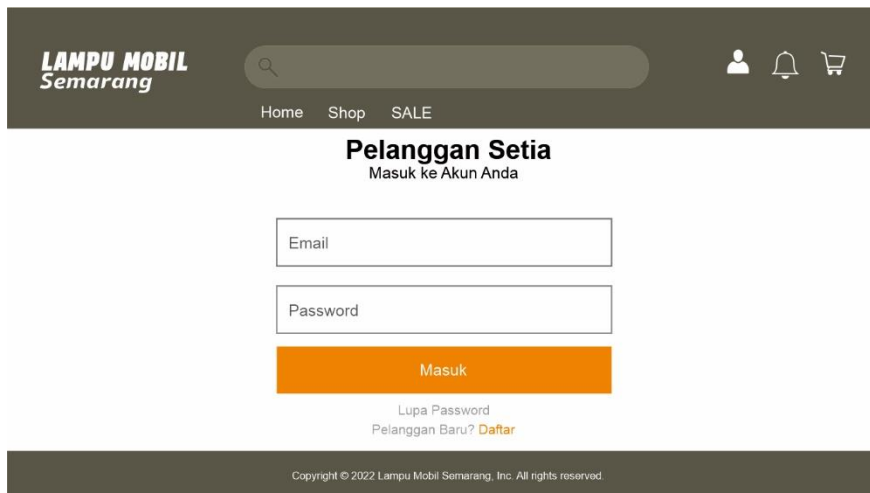 LAMPU MOBIL
Semarang
Home Shop SALE
Pelanggan Setia
Masuk ke Akun Anda
Email
Password
Masuk
Lupa Password
Pelanggan Baru? Daftar
Copyright © 2022 Lampu Mobil Semarang, Inc. All rights reserved.